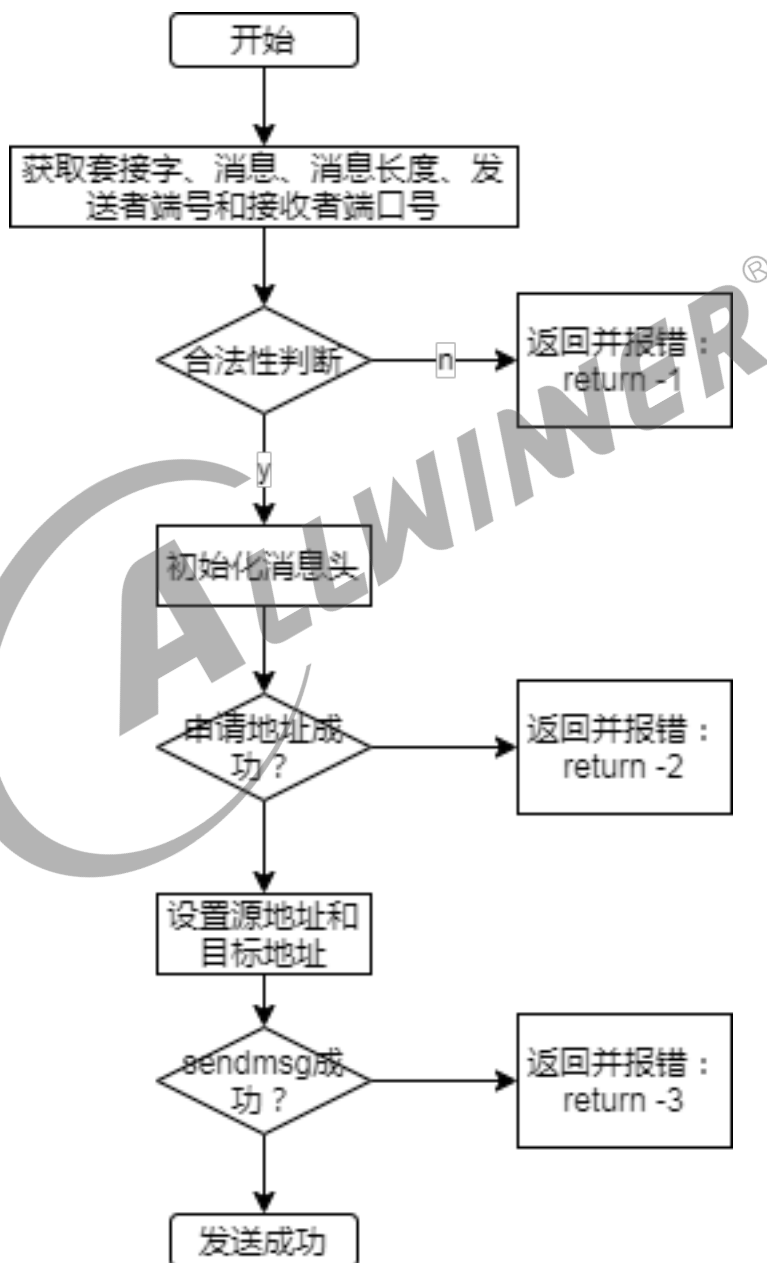 开始
获取套接字、消息、消息长度、发
送者端号和接收者端口号
合法性判断
n
返回并报错：
return -1
y
初始化消息头
申请地址成
功？
返回并报错：
return -2
设置源地址和
目标地址
sendmsg成
功？
返回并报错：
return -3
发送成功
ALLWINNER®